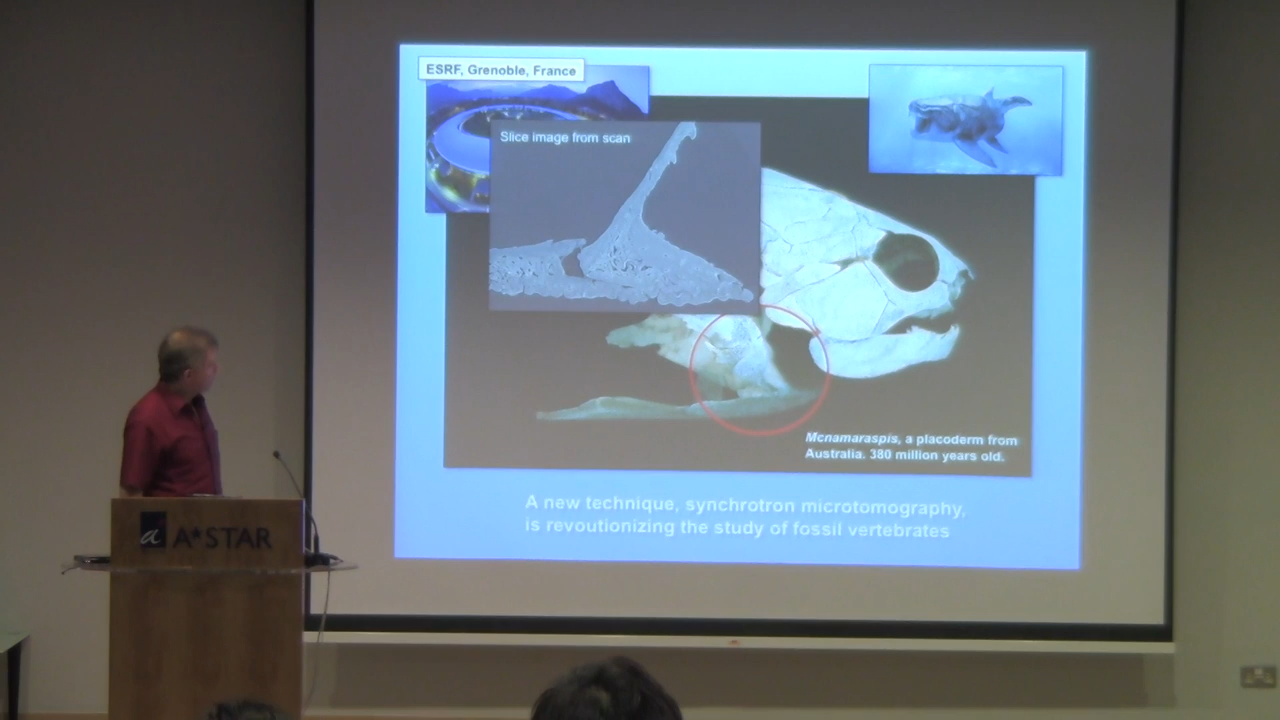 ESRF, Grenoble, France
Slice image from scan
Mcnamaraspis, a placoderm from
Australia. 380 million years old.
A new technique, synchrotron microtomography,
is revoutionizing the study of fossil vertebrates
a A*STAR